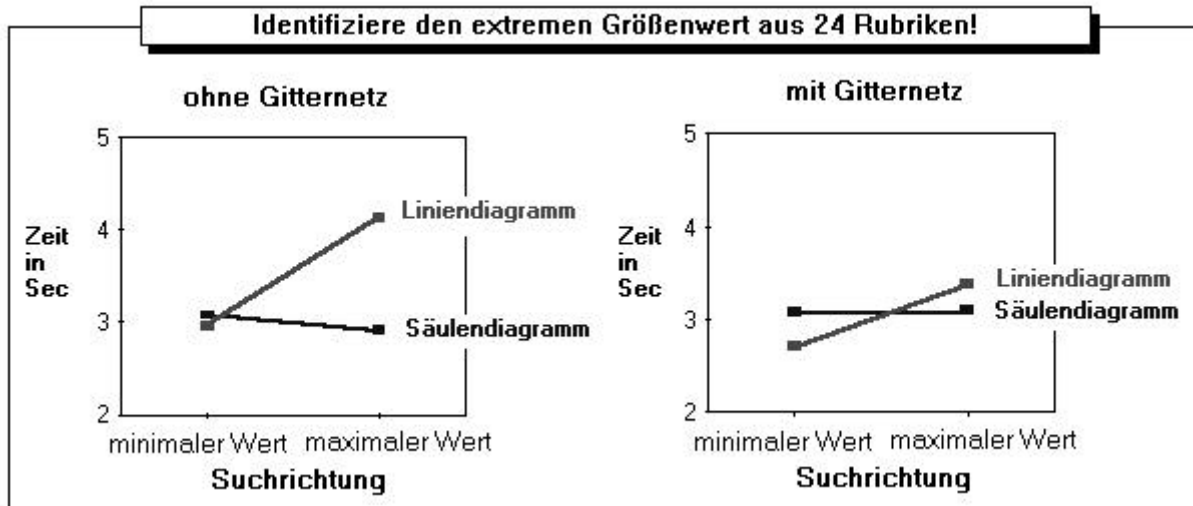 Identifiziere den extremen Größenwert aus 24 Rubriken!
ohne Gitternetz
5
4
3
2
Zeit
in
Sec
Liniendiagramm
Säulendiagramm
minimaler Wert
maximaler Wert
Suchrichtung
mit Gitternetz
5
4
3
2
Zeit
in
Sec
Liniendiagramm
Säulendiagramm
minimaler Wert
maximaler Wert
Suchrichtung